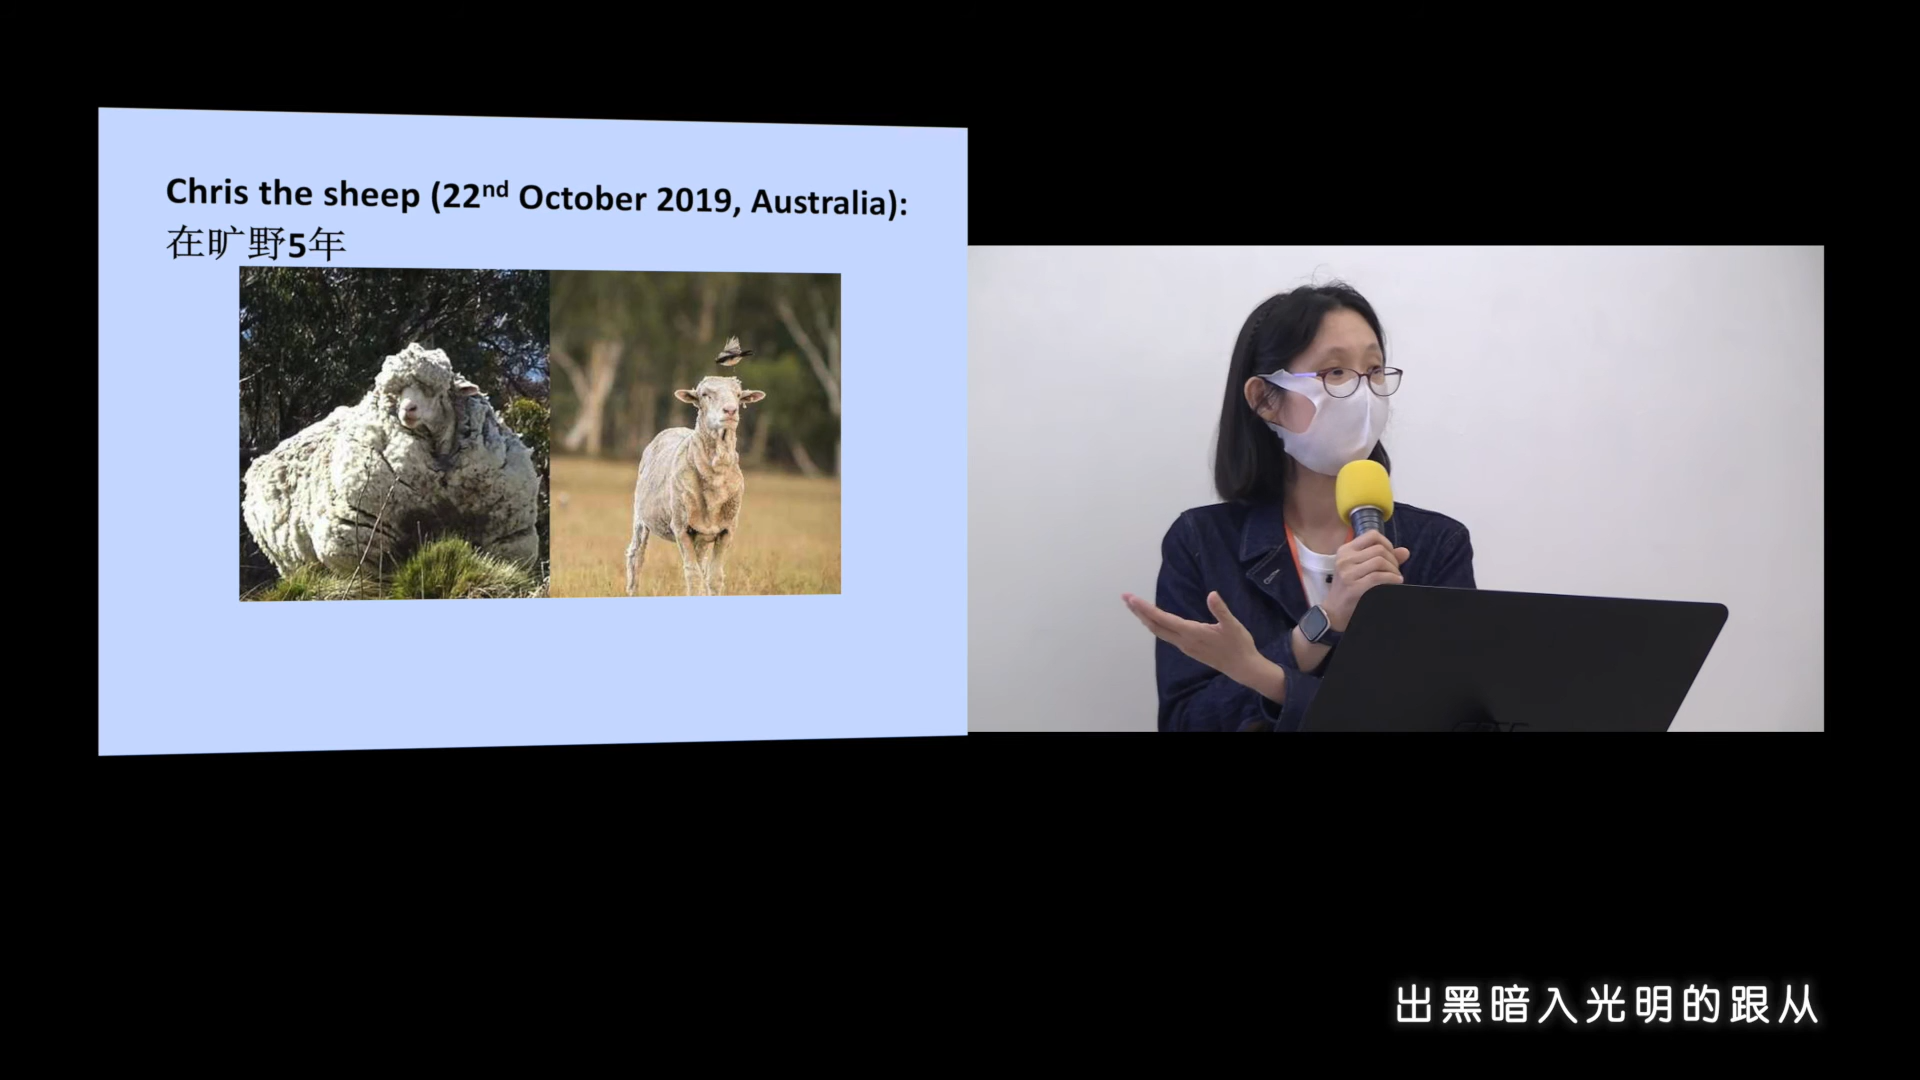 Chris the sheep (22nd October 2019, Australia):
在旷野5年
出黑暗入光明的跟从